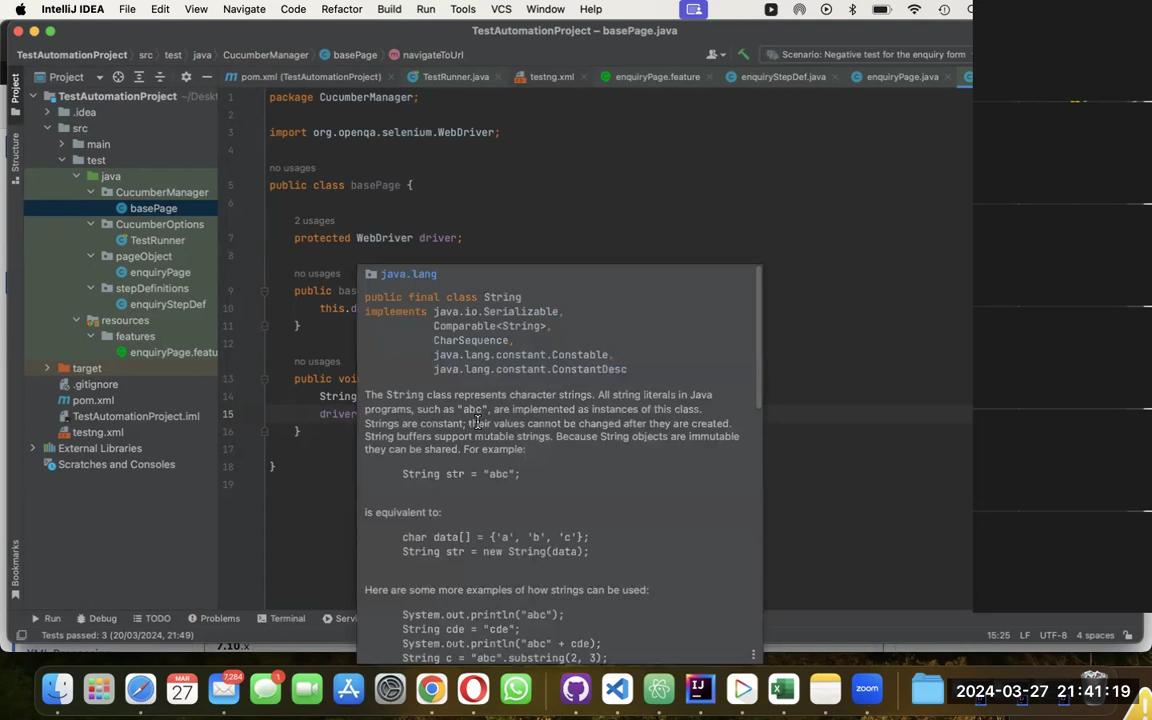 IntelliJ IDEA File Edit View Navigate Code Refactor Build Run Tools VCS Window Help
TestAutomationProject – basePage.java
TestAutomationProject src test java CucumberManager basePage navigateToUrl
Scenario: Negative test for the enquiry form
Project
pom.xml (TestAutomationProject) TestRunner.java testng.xml enquiryPage.feature enquiryStepDef.java enquiryPage.java
Project
Structure
Bookmarks
TestAutomationProject ~/Deskt
.idea
src
main
test
java
CucumberManager
basePage
CucumberOptions
TestRunner
pageObject
enquiryPage
stepDefinitions
enquiryStepDef
resources
features
enquiryPage.featu
target
.gitignore
pom.xml
TestAutomationProject.iml
testng.xml
External Libraries
Scratches and Consoles
1 package CucumberManager;
2
3 import org.openqa.selenium.WebDriver;
4
no usages
5 public class basePage {
6
2 usages
7 protected WebDriver driver;
8
no usages
9 public bas
10 this.d
11 }
12
no usages
13 public voi
14 String
15 driver
16 }
17
18 }
19
java.lang
public final class String
implements java.io.Serializable,
Comparable<String>,
CharSequence,
java.lang.constant.Constable,
java.lang.constant.ConstantDesc
The String class represents character strings. All string literals in Java
programs, such as "abc", are implemented as instances of this class.
Strings are constant; their values cannot be changed after they are created.
String buffers support mutable strings. Because String objects are immutable
they can be shared. For example:
String str = "abc";
is equivalent to:
char data[] = {'a', 'b', 'c'};
String str = new String(data);
Here are some more examples of how strings can be used:
System.out.println("abc");
String cde = "cde";
System.out.println("abc" + cde);
String c = "abc".substring(2, 3);
Run Debug TODO Problems Terminal Servi
Tests passed: 3 (20/03/2024, 21:49)
15:25 LF UTF-8 4 spaces
7.10.x
MAR
27
7,284
1
zoom
2024-03-27 21:41:19